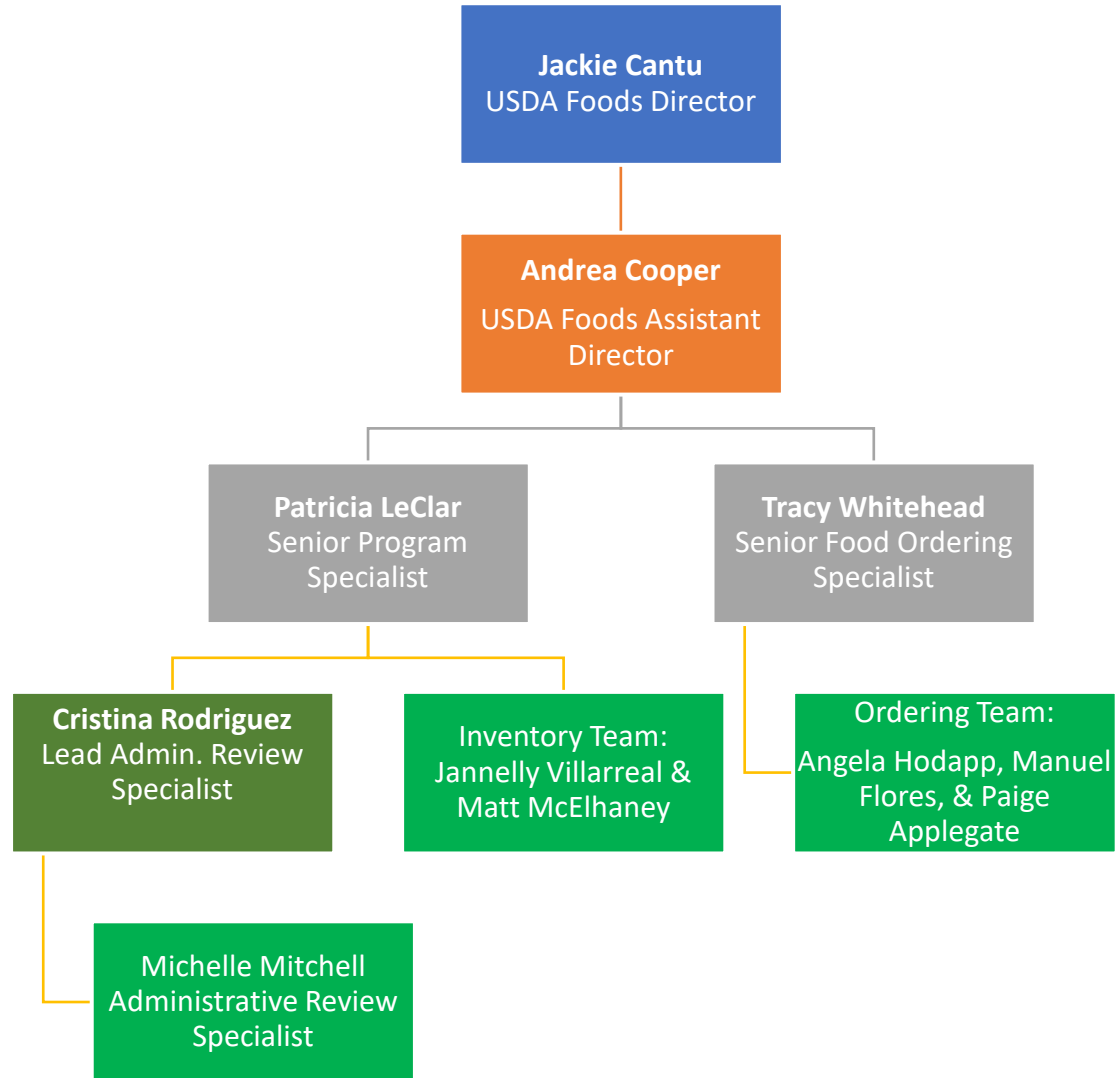 Jackie Cantu
USDA Foods Director
Andrea Cooper
USDA Foods Assistant
Director
Patricia LeClar
Senior Program
Specialist
Tracy Whitehead
Senior Food Ordering
Specialist
Cristina Rodriguez
Lead Admin. Review
Specialist
Inventory Team:
Jannelly Villarreal &
Matt McElhaney
Ordering Team:
Angela Hodapp, Manuel
Flores, & Paige
Applegate
Michelle Mitchell
Administrative Review
Specialist